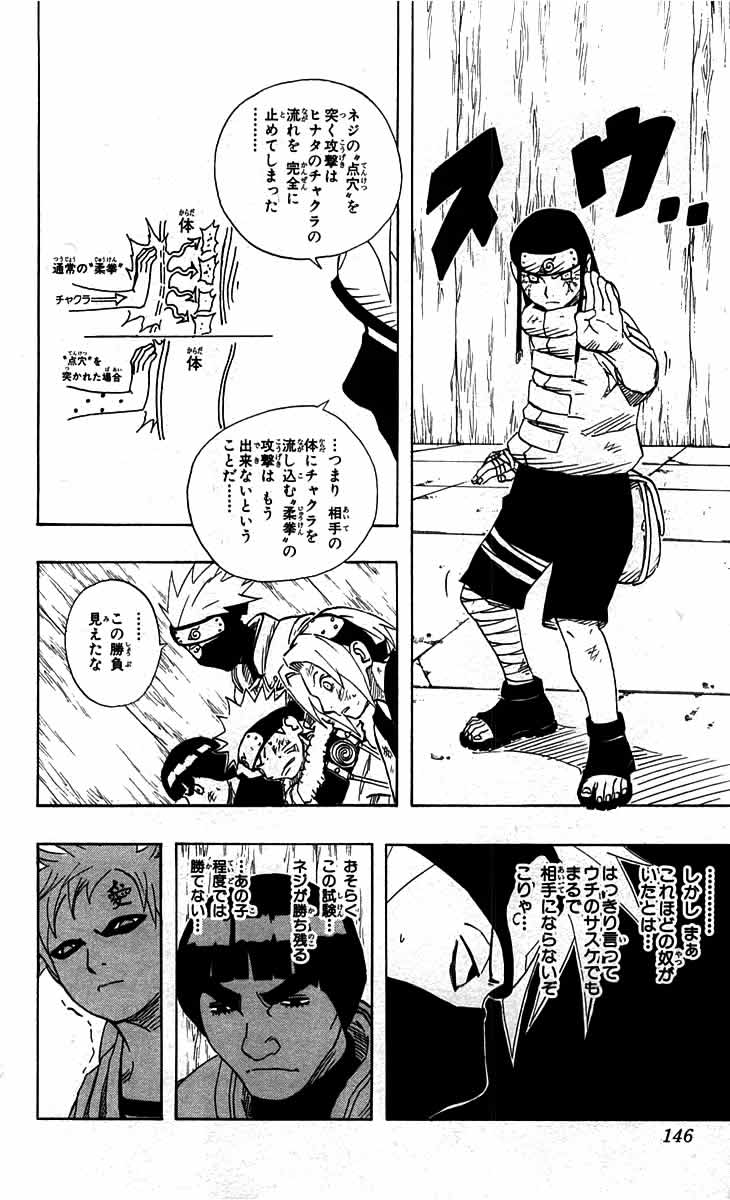 スゥ‥
ネジの〝点穴〟を
突く攻撃は
ヒナタのチャクラの
流れを 完全に
止めてしまった
………
体
通常の〝柔拳〟
チャクラ
〝点穴〟を
突かれた場合
体
…つまり 相手の
体にチャクラを
流し込む〝柔拳〟の
攻撃は もう
出来ないという
ことだ……
………
この勝負
見えたな
…………
しかし まぁ
これほどの奴が
いたとは…
はっきり言って
ウチのサスケでも
まるで
相手にならないぞ
こりゃ…
おそらく
この試験…
ネジが勝ち残る
…あの子
程度では
勝てない…
愛
146